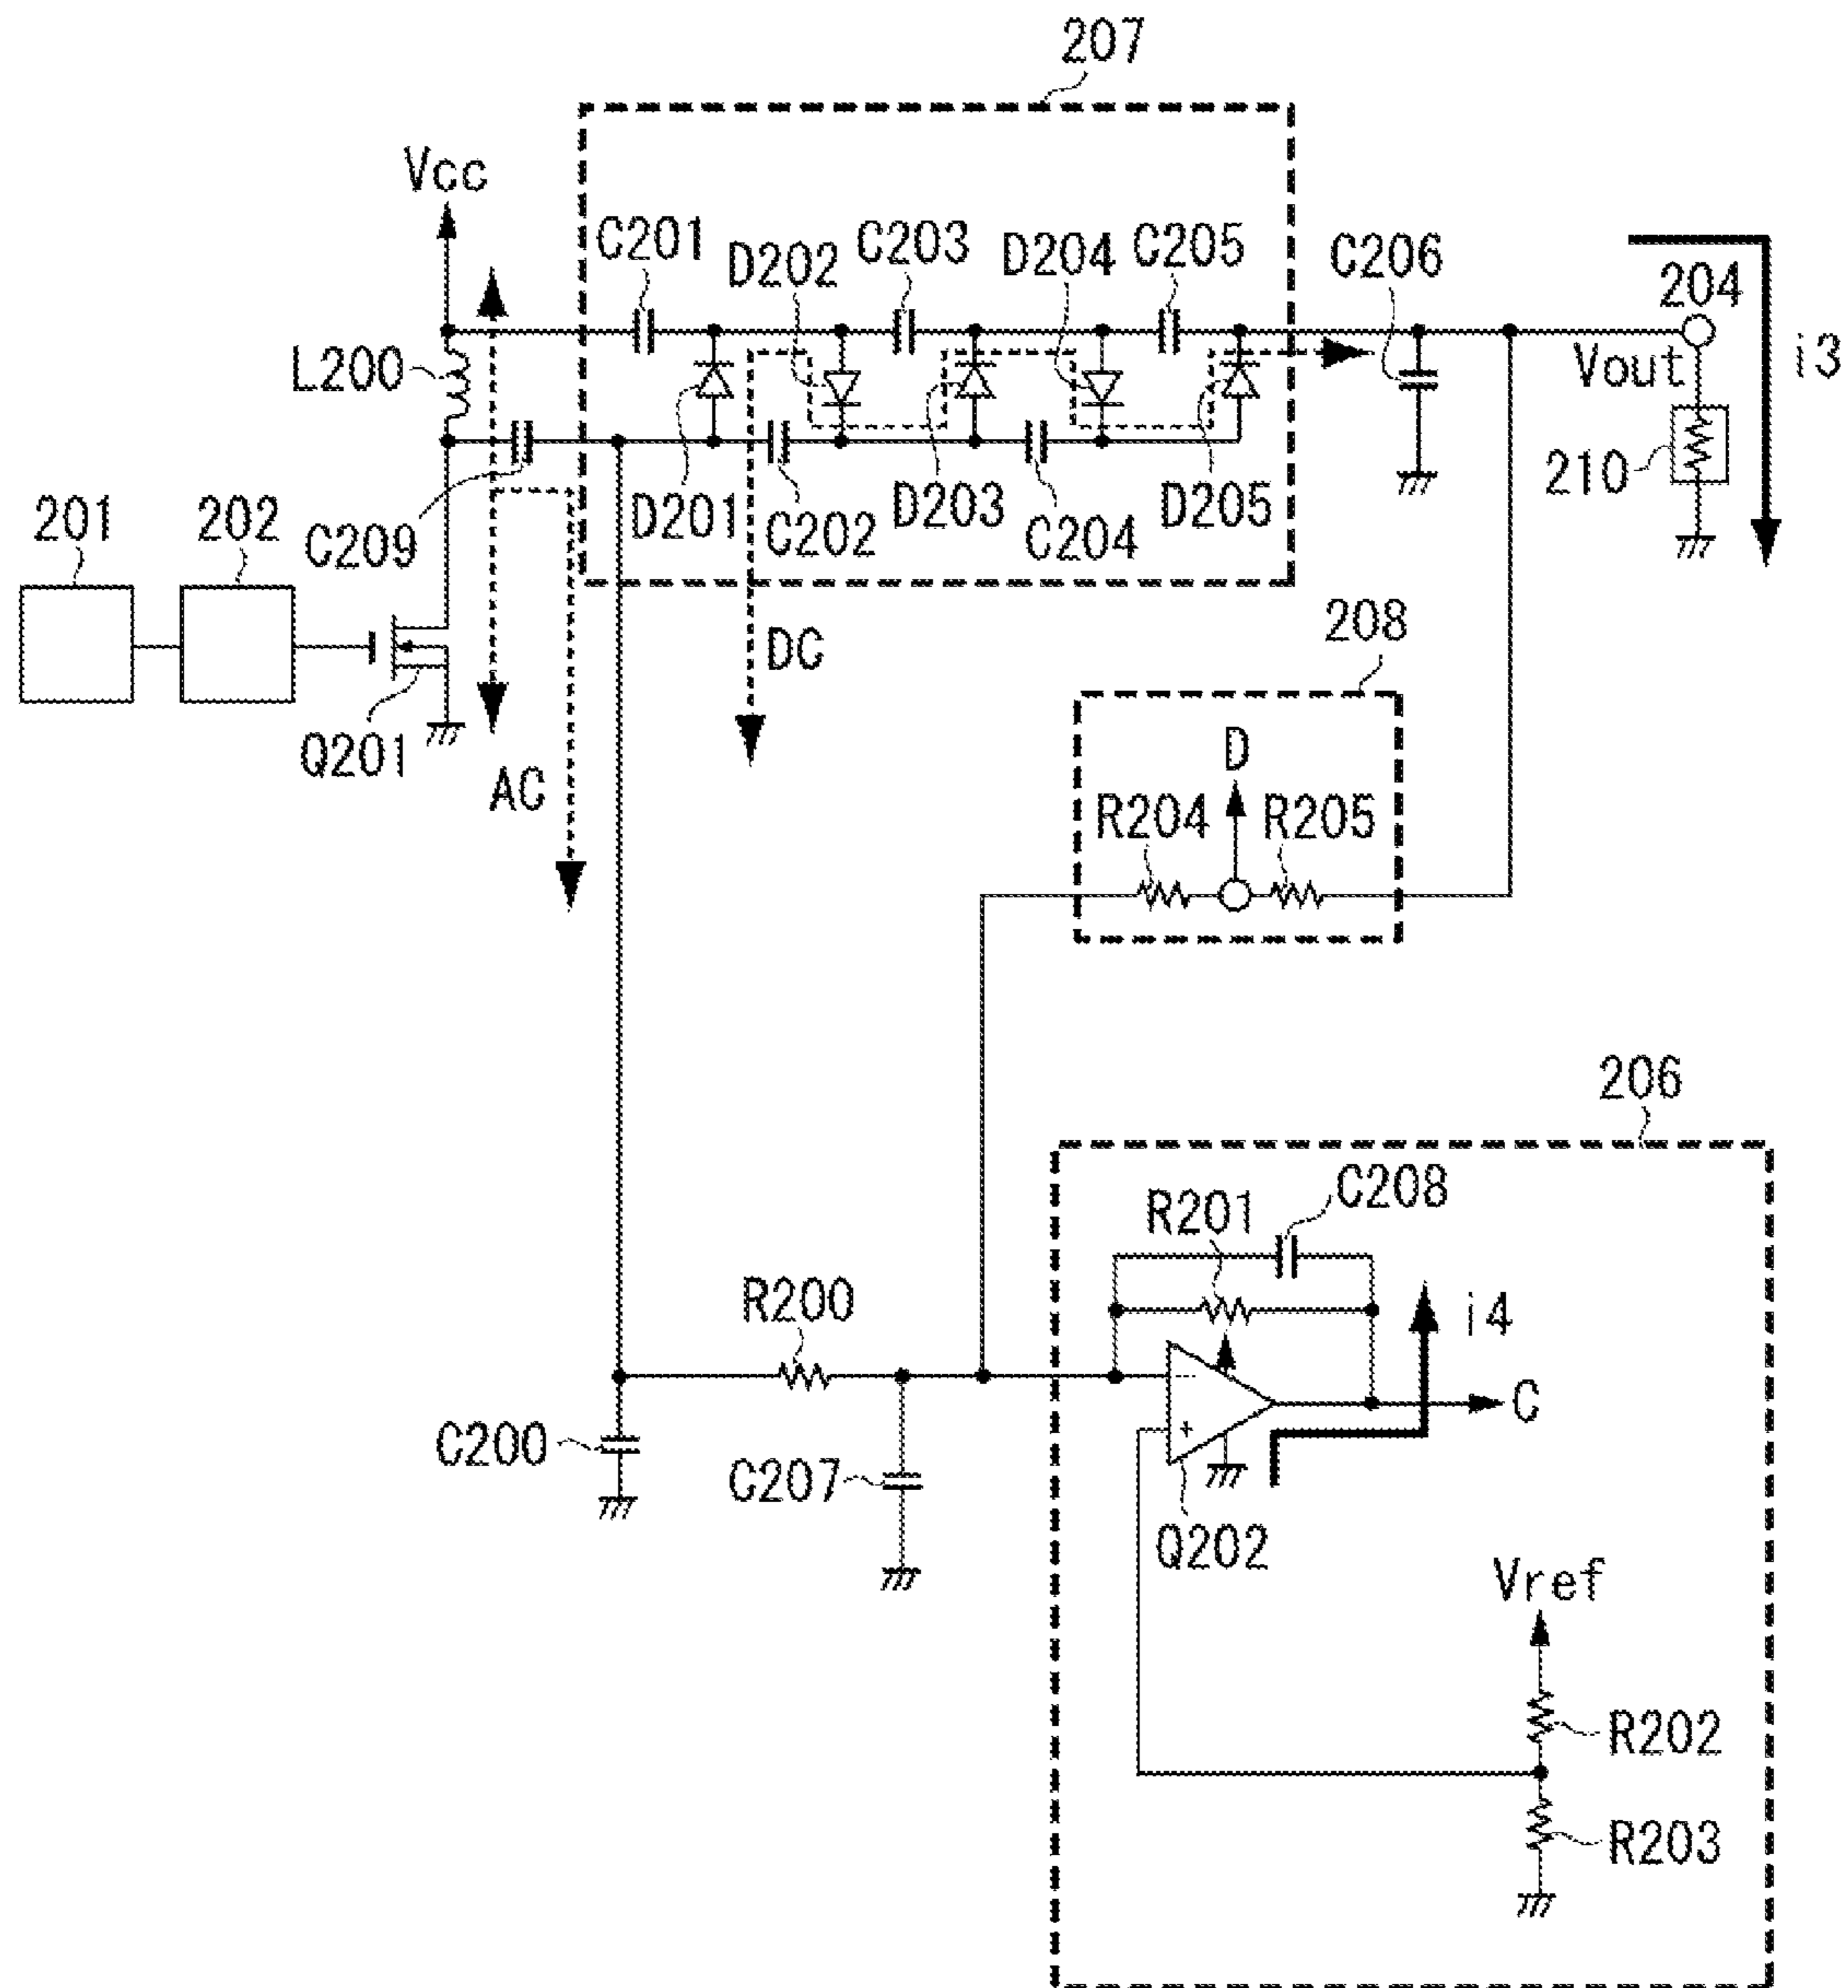 207
Vcc
C201
D202
C203
D204
C205
C206
204
i3
L200
Vout
210
201
202
C209
D201
C202
D203
C204
D205
Q201
AC
DC
208
D
R204
R205
206
C208
R201
i4
R200
-
+
C
C200
C207
Q202
Vref
R202
R203